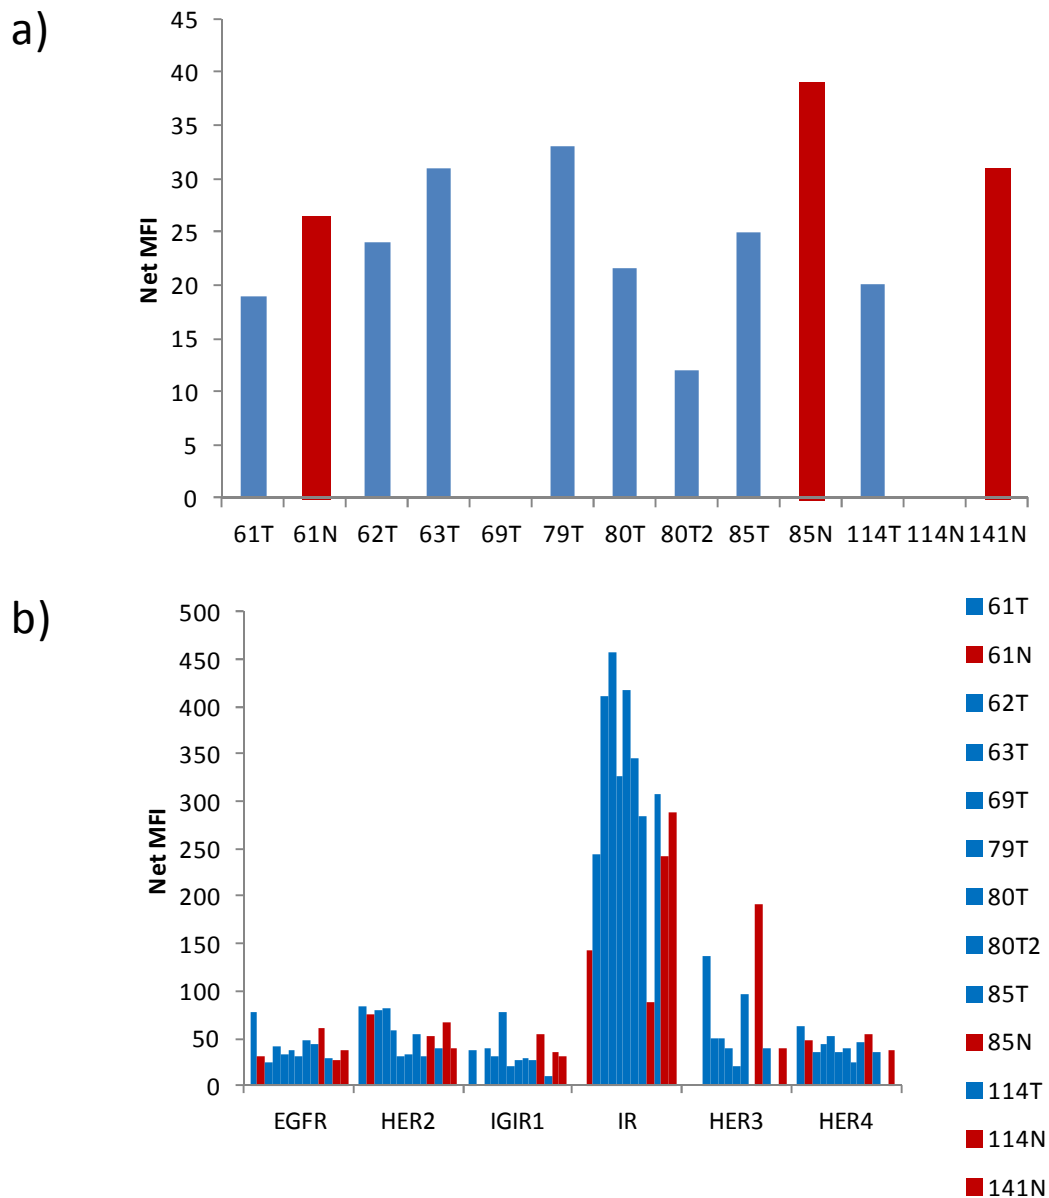 a)
45
40
35
30
25
20
15
10
5
0
Net MFI
61T 61N 62T 63T 69T 79T 80T 80T2 85T 85N 114T 114N 141N
b)
500
450
400
350
300
250
200
150
100
50
0
Net MFI
EGFR HER2 IGIR1 IR HER3 HER4
61T
61N
62T
63T
69T
79T
80T
80T2
85T
85N
114T
114N
141N